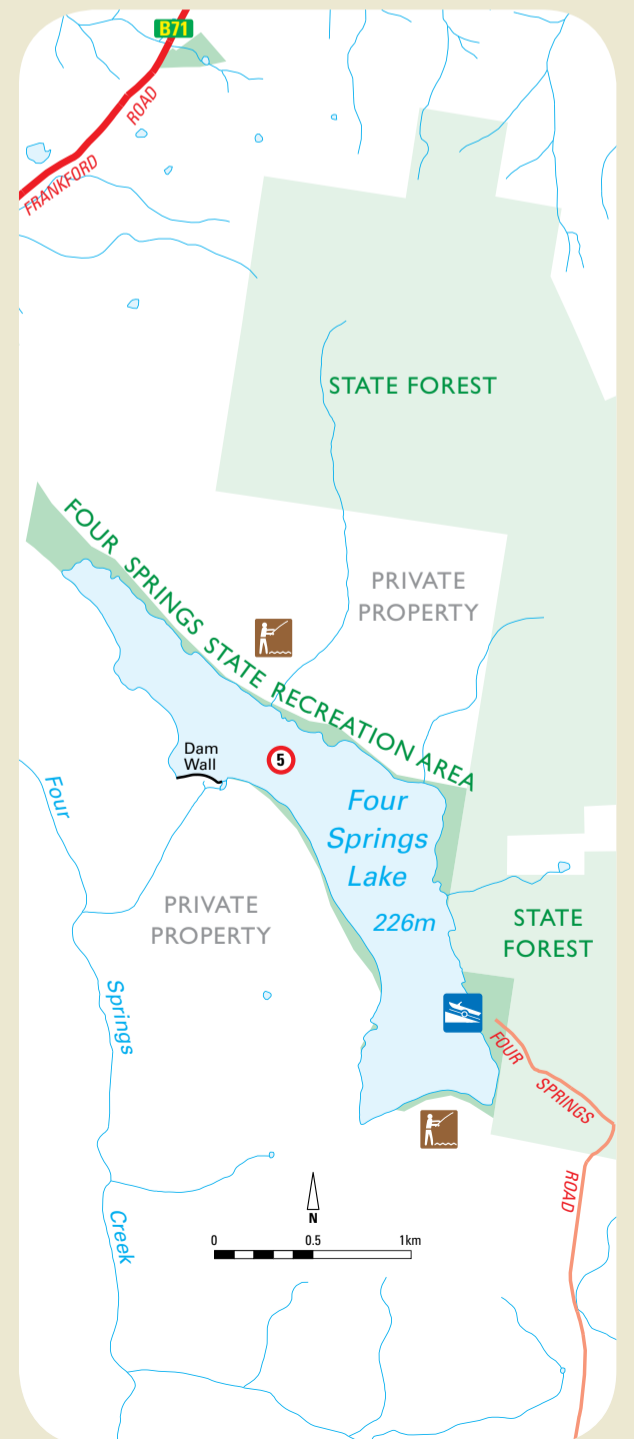 B71
FRANKFORD ROAD
STATE FOREST
FOUR SPRINGS STATE RECREATION AREA
PRIVATE
PROPERTY
Dam
Wall
5
Four
Springs
Lake
226m
Four Springs Creek
PRIVATE
PROPERTY
STATE
FOREST
FOUR SPRINGS ROAD
N
0 0.5 1km